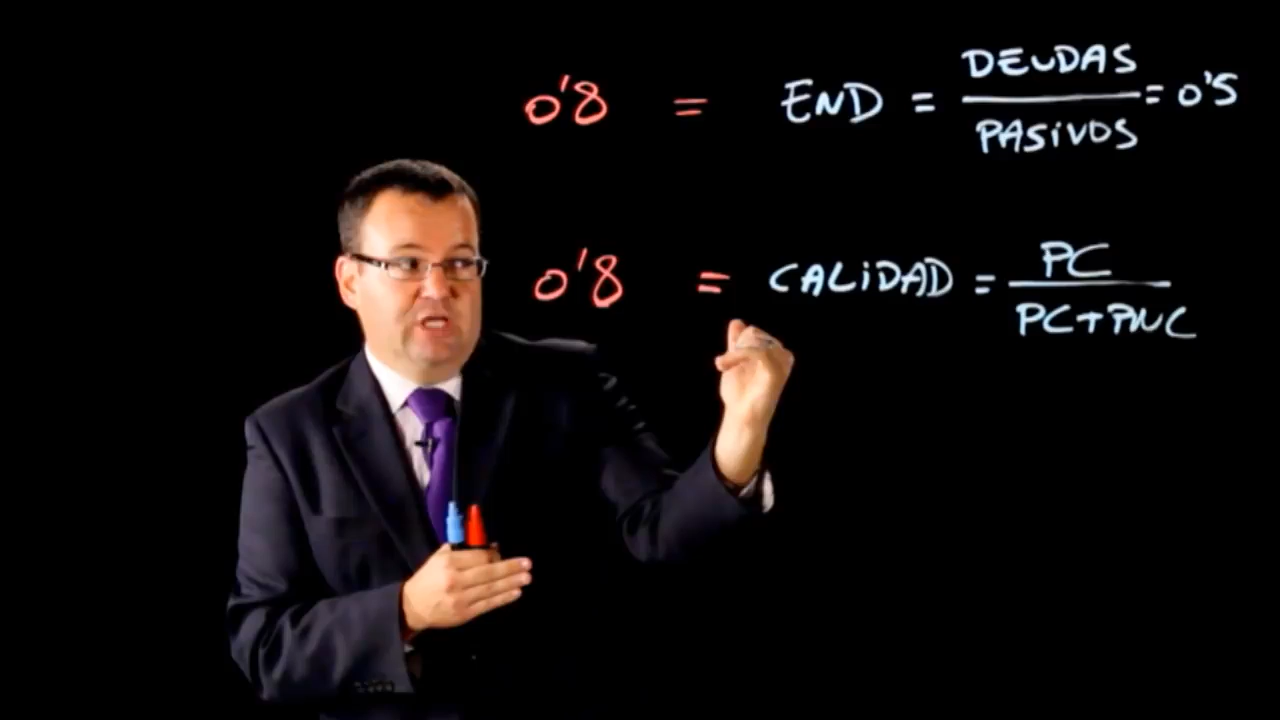 0'8 = END = DEUDAS / PASiVOS = 0'5
0'8 = CALiDAD = PC / PC+PNC